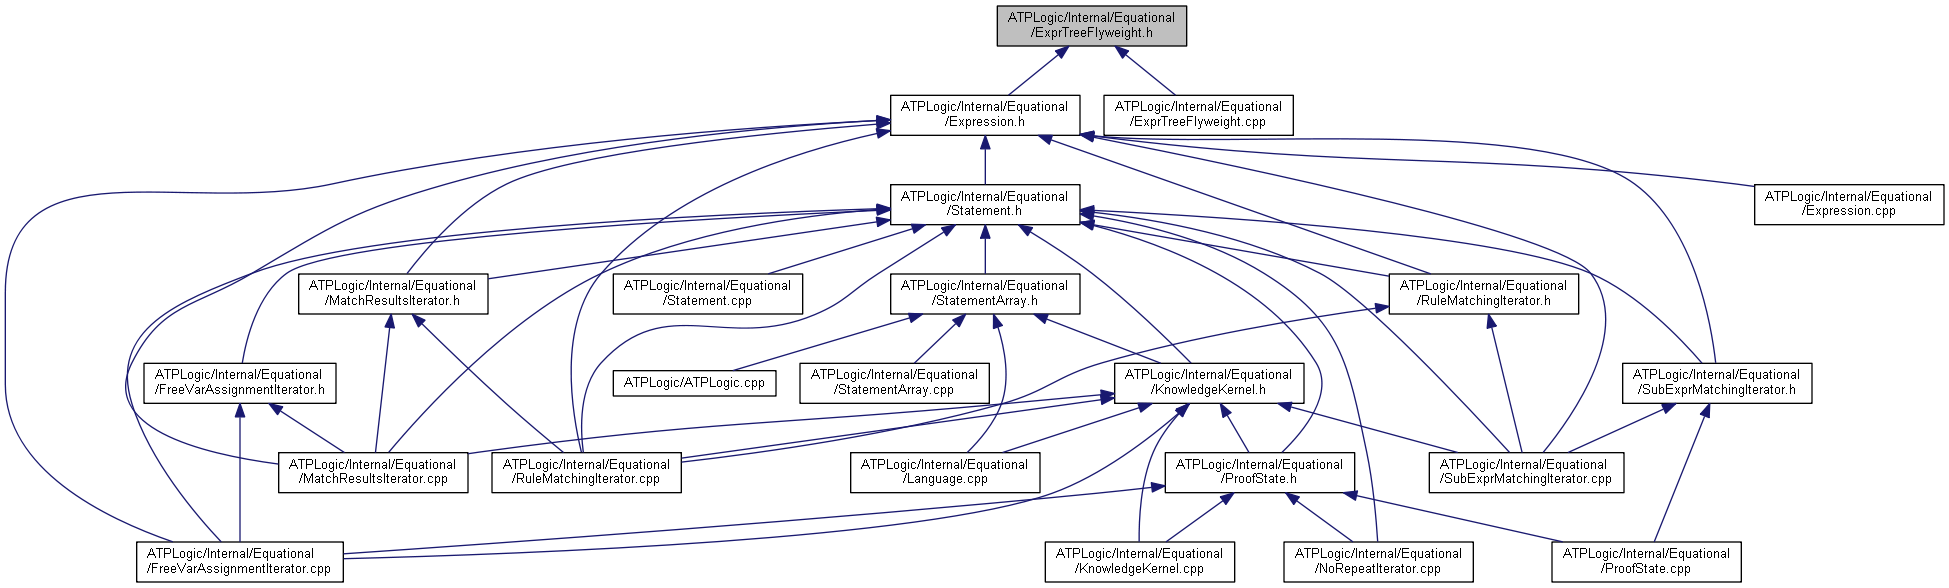 ATPLogic/Internal/Equational
/ExprTreeFlyweight.h
ATPLogic/Internal/Equational
/Expression.h
ATPLogic/Internal/Equational
/ExprTreeFlyweight.cpp
ATPLogic/Internal/Equational
/Statement.h
ATPLogic/Internal/Equational
/Expression.cpp
ATPLogic/Internal/Equational
/MatchResultsIterator.h
ATPLogic/Internal/Equational
/Statement.cpp
ATPLogic/Internal/Equational
/StatementArray.h
ATPLogic/Internal/Equational
/RuleMatchingIterator.h
ATPLogic/Internal/Equational
/FreeVarAssignmentIterator.h
ATPLogic/ATPLogic.cpp
ATPLogic/Internal/Equational
/StatementArray.cpp
ATPLogic/Internal/Equational
/KnowledgeKernel.h
ATPLogic/Internal/Equational
/SubExprMatchingIterator.h
ATPLogic/Internal/Equational
/MatchResultsIterator.cpp
ATPLogic/Internal/Equational
/RuleMatchingIterator.cpp
ATPLogic/Internal/Equational
/Language.cpp
ATPLogic/Internal/Equational
/ProofState.h
ATPLogic/Internal/Equational
/SubExprMatchingIterator.cpp
ATPLogic/Internal/Equational
/FreeVarAssignmentIterator.cpp
ATPLogic/Internal/Equational
/KnowledgeKernel.cpp
ATPLogic/Internal/Equational
/NoRepeatIterator.cpp
ATPLogic/Internal/Equational
/ProofState.cpp